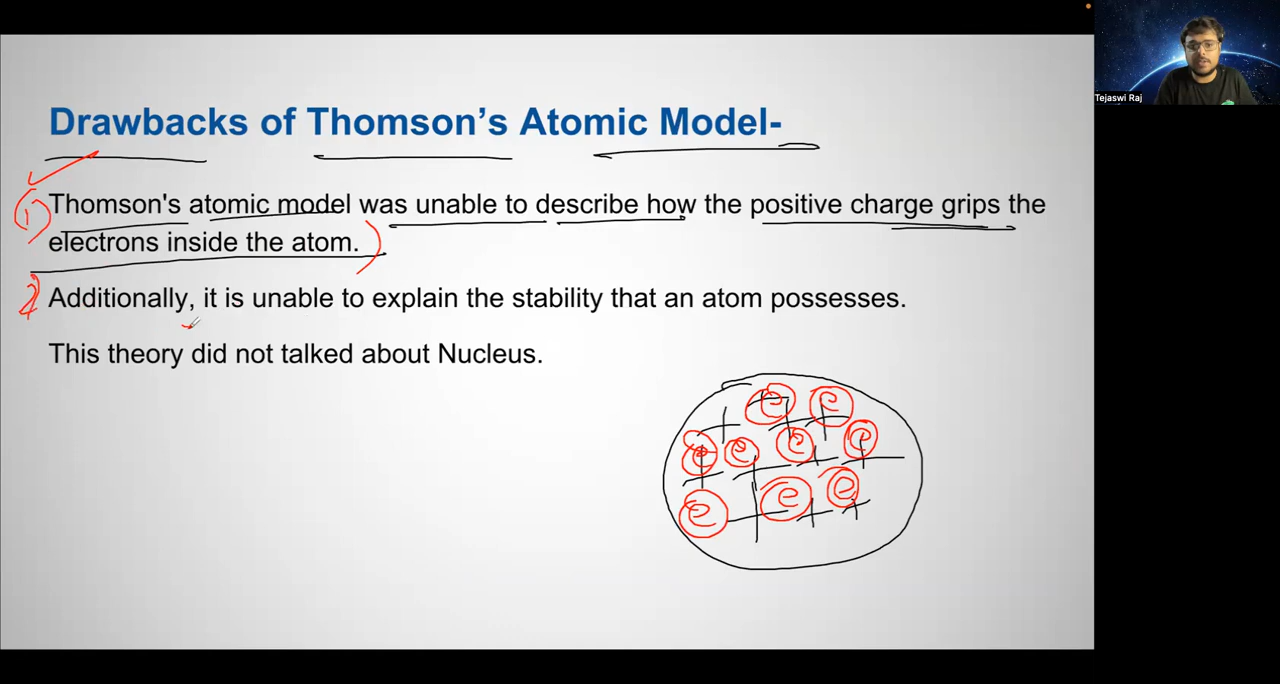 Tejaswi Raj
Drawbacks of Thomson's Atomic Model-
1) Thomson's atomic model was unable to describe how the positive charge grips the
electrons inside the atom.
2 Additionally, it is unable to explain the stability that an atom possesses.
This theory did not talked about Nucleus.
e e
e e e e
e e e